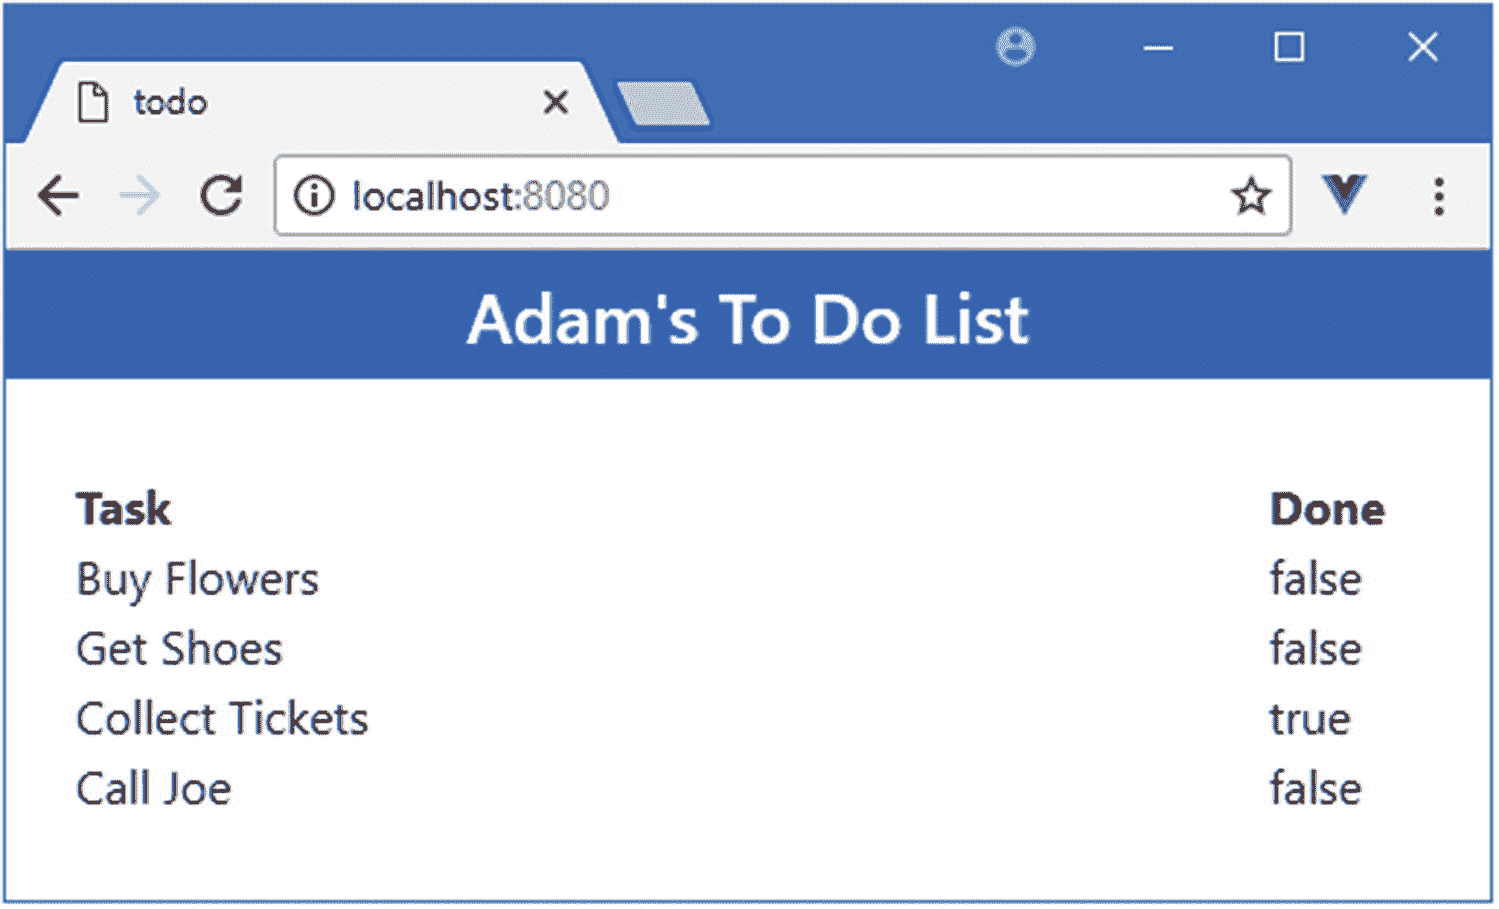 todo
localhost:8080
Adam's To Do List
Task Done
Buy Flowers false
Get Shoes false
Collect Tickets true
Call Joe false